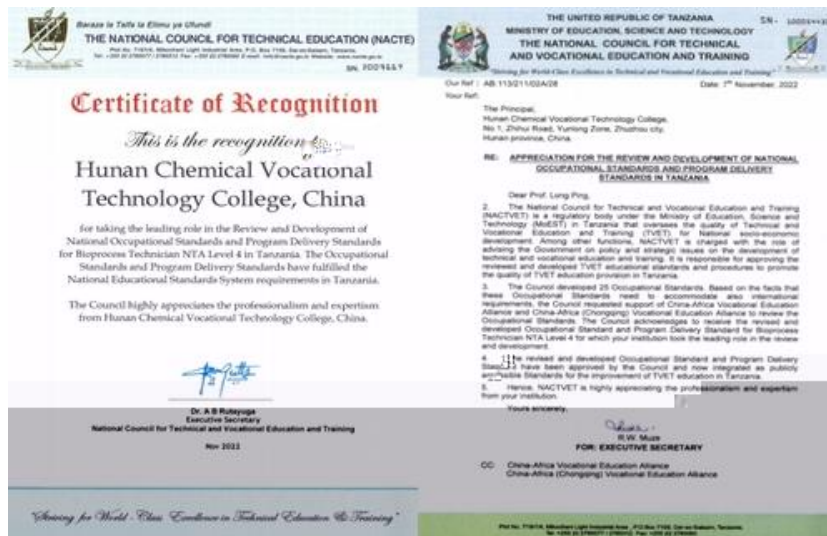 Baraza la Taifa la Elimu ya Ufundi
THE NATIONAL COUNCIL FOR TECHNICAL EDUCATION (NACTE)
Certificate of Recognition
This is the recognition
Hunan Chemical Vocational
Technology College, China
for taking the leading role in the Review and Development of
National Occupational Standards and Program Delivery Standards
for Bioprocess Technician NTA Level 4 in Tanzania. The Occupational
Standards and Program Delivery Standards have fulfilled the
National Educational Standards System requirements in Tanzania.
The Council highly appreciates the professionalism and expertism
from Hunan Chemical Vocational Technology College, China.
Dr. A B Rutayuga
Executive Secretary
National Council for Technical and Vocational Education and Training
Nov 2022
"Striving for World - Class Excellence in Technical Education & Training"
THE UNITED REPUBLIC OF TANZANIA
MINISTRY OF EDUCATION, SCIENCE AND TECHNOLOGY
THE NATIONAL COUNCIL FOR TECHNICAL
AND VOCATIONAL EDUCATION AND TRAINING
"Striving for World-Class Excellence in Technical and Vocational Education and Training"
Our Ref : AB.113/211/02A/28 Date: 7th November, 2022
Your Ref:
The Principal,
Hunan Chemical Vocational Technology College,
No 1, Zhihui Road, Yunlong Zone, Zhuzhou city,
Hunan province, China.
RE: APPRECIATION FOR THE REVIEW AND DEVELOPMENT OF NATIONAL
OCCUPATIONAL STANDARDS AND PROGRAM DELIVERY
STANDARDS IN TANZANIA
Dear Prof. Long Ping,
2. The National Council for Technical and Vocational Education and Training
(NACTVET) is a regulatory body under the Ministry of Education, Science and
Technology (MoEST) in Tanzania that oversees the quality of Technical and
Vocational Education and Training (TVET) for National socio-economic
development. Among other functions, NACTVET is charged with the role of
advising the Government on policy and strategic issues on the development of
technical and vocational education and training. It is responsible for approving the
reviewed and developed TVET educational standards and procedures to promote
the quality of TVET education provision in Tanzania.
3. The Council developed 25 Occupational Standards. Based on the facts that
these Occupational Standards need to accommodate also international
requirements, the Council requested support of China-Africa Vocational Education
Alliance and China-Africa (Chongqing) Vocational Education Alliance to review the
Occupational Standards. The Council acknowledges to receive the revised and
developed Occupational Standard and Program Delivery Standard for Bioprocess
Technician NTA Level 4 for which your institution took the leading role in the review
and development.
4. The revised and developed Occupational Standard and Program Delivery
have been approved by the Council and now integrated as publicly
Standards for the improvement of TVET education in Tanzania.
5. Hence, NACTVET is highly appreciating the professionalism and expertism
from your institution.
Yours sincerely,
R.W. Muze
FOR: EXECUTIVE SECRETARY
CC: China-Africa Vocational Education Alliance
China-Africa (Chongqing) Vocational Education Alliance